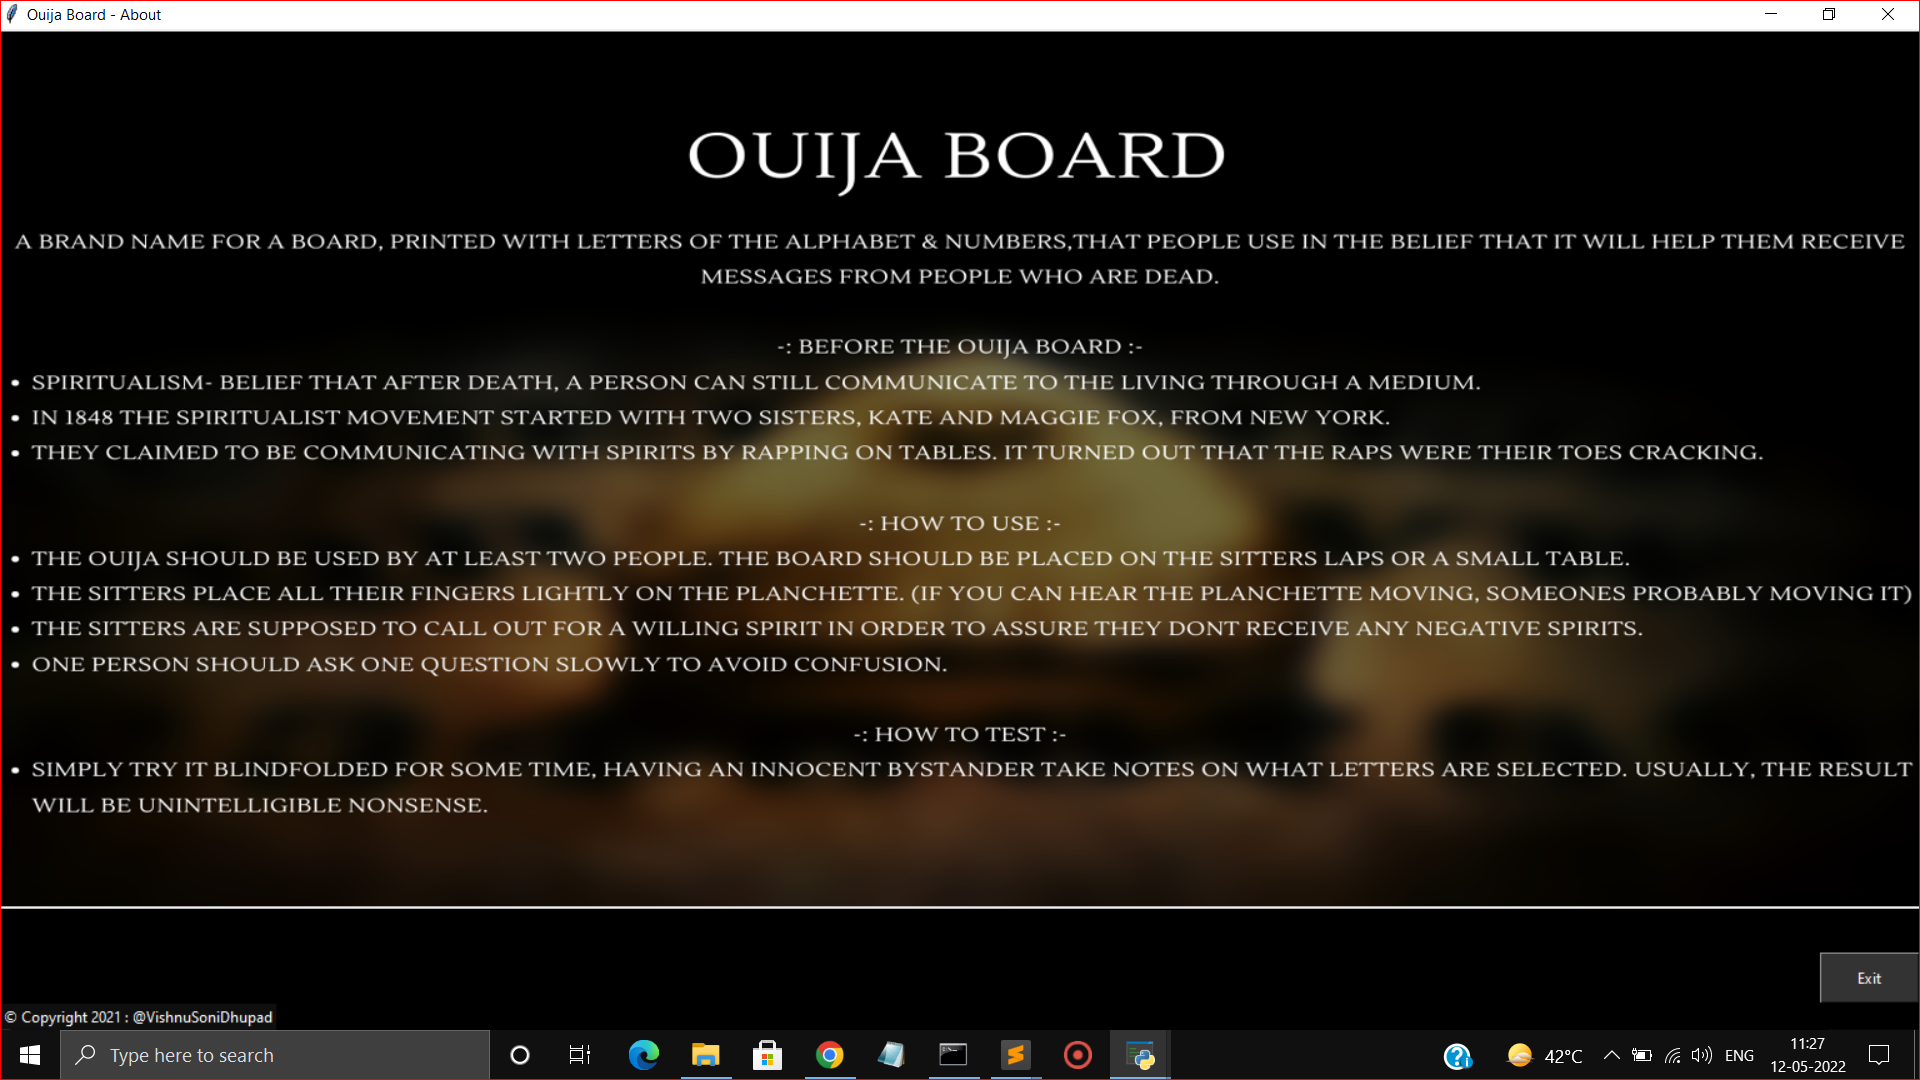 Ouija Board - About
OUIJA BOARD
A BRAND NAME FOR A BOARD, PRINTED WITH LETTERS OF THE ALPHABET & NUMBERS,THAT PEOPLE USE IN THE BELIEF THAT IT WILL HELP THEM RECEIVE
MESSAGES FROM PEOPLE WHO ARE DEAD.
-: BEFORE THE OUIJA BOARD :-
• SPIRITUALISM- BELIEF THAT AFTER DEATH, A PERSON CAN STILL COMMUNICATE TO THE LIVING THROUGH A MEDIUM.
• IN 1848 THE SPIRITUALIST MOVEMENT STARTED WITH TWO SISTERS, KATE AND MAGGIE FOX, FROM NEW YORK.
• THEY CLAIMED TO BE COMMUNICATING WITH SPIRITS BY RAPPING ON TABLES. IT TURNED OUT THAT THE RAPS WERE THEIR TOES CRACKING.
-: HOW TO USE :-
• THE OUIJA SHOULD BE USED BY AT LEAST TWO PEOPLE. THE BOARD SHOULD BE PLACED ON THE SITTERS LAPS OR A SMALL TABLE.
• THE SITTERS PLACE ALL THEIR FINGERS LIGHTLY ON THE PLANCHETTE. (IF YOU CAN HEAR THE PLANCHETTE MOVING, SOMEONES PROBABLY MOVING IT)
• THE SITTERS ARE SUPPOSED TO CALL OUT FOR A WILLING SPIRIT IN ORDER TO ASSURE THEY DONT RECEIVE ANY NEGATIVE SPIRITS.
• ONE PERSON SHOULD ASK ONE QUESTION SLOWLY TO AVOID CONFUSION.
-: HOW TO TEST :-
• SIMPLY TRY IT BLINDFOLDED FOR SOME TIME, HAVING AN INNOCENT BYSTANDER TAKE NOTES ON WHAT LETTERS ARE SELECTED. USUALLY, THE RESULT
WILL BE UNINTELLIGIBLE NONSENSE.
Exit
© Copyright 2021 : @VishnuSoniDhupad
Type here to search
42°C
ENG
11:27
12-05-2022